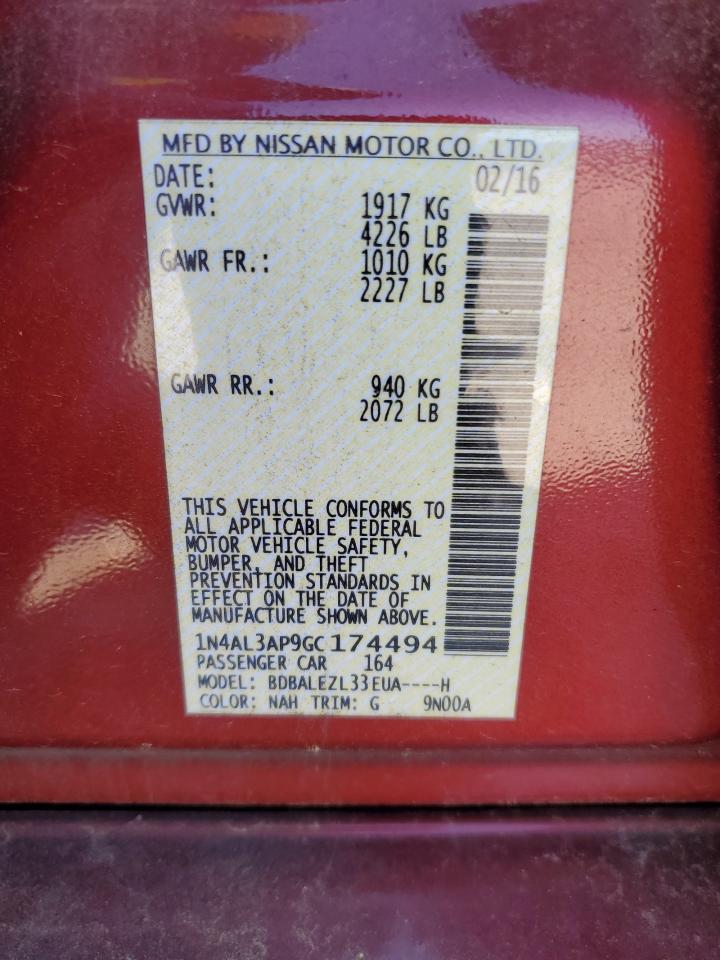 MFD BY NISSAN MOTOR CO., LTD.
DATE: 02/16
GVWR: 1917 KG
4226 LB
GAWR FR.: 1010 KG
2227 LB
GAWR RR.: 940 KG
2072 LB
THIS VEHICLE CONFORMS TO
ALL APPLICABLE FEDERAL
MOTOR VEHICLE SAFETY,
BUMPER, AND THEFT
PREVENTION STANDARDS IN
EFFECT ON THE DATE OF
MANUFACTURE SHOWN ABOVE.
1N4AL3AP9GC174494
PASSENGER CAR 164
MODEL: BDBALEZL33EUA----H
COLOR: NAH TRIM: G 9N00A